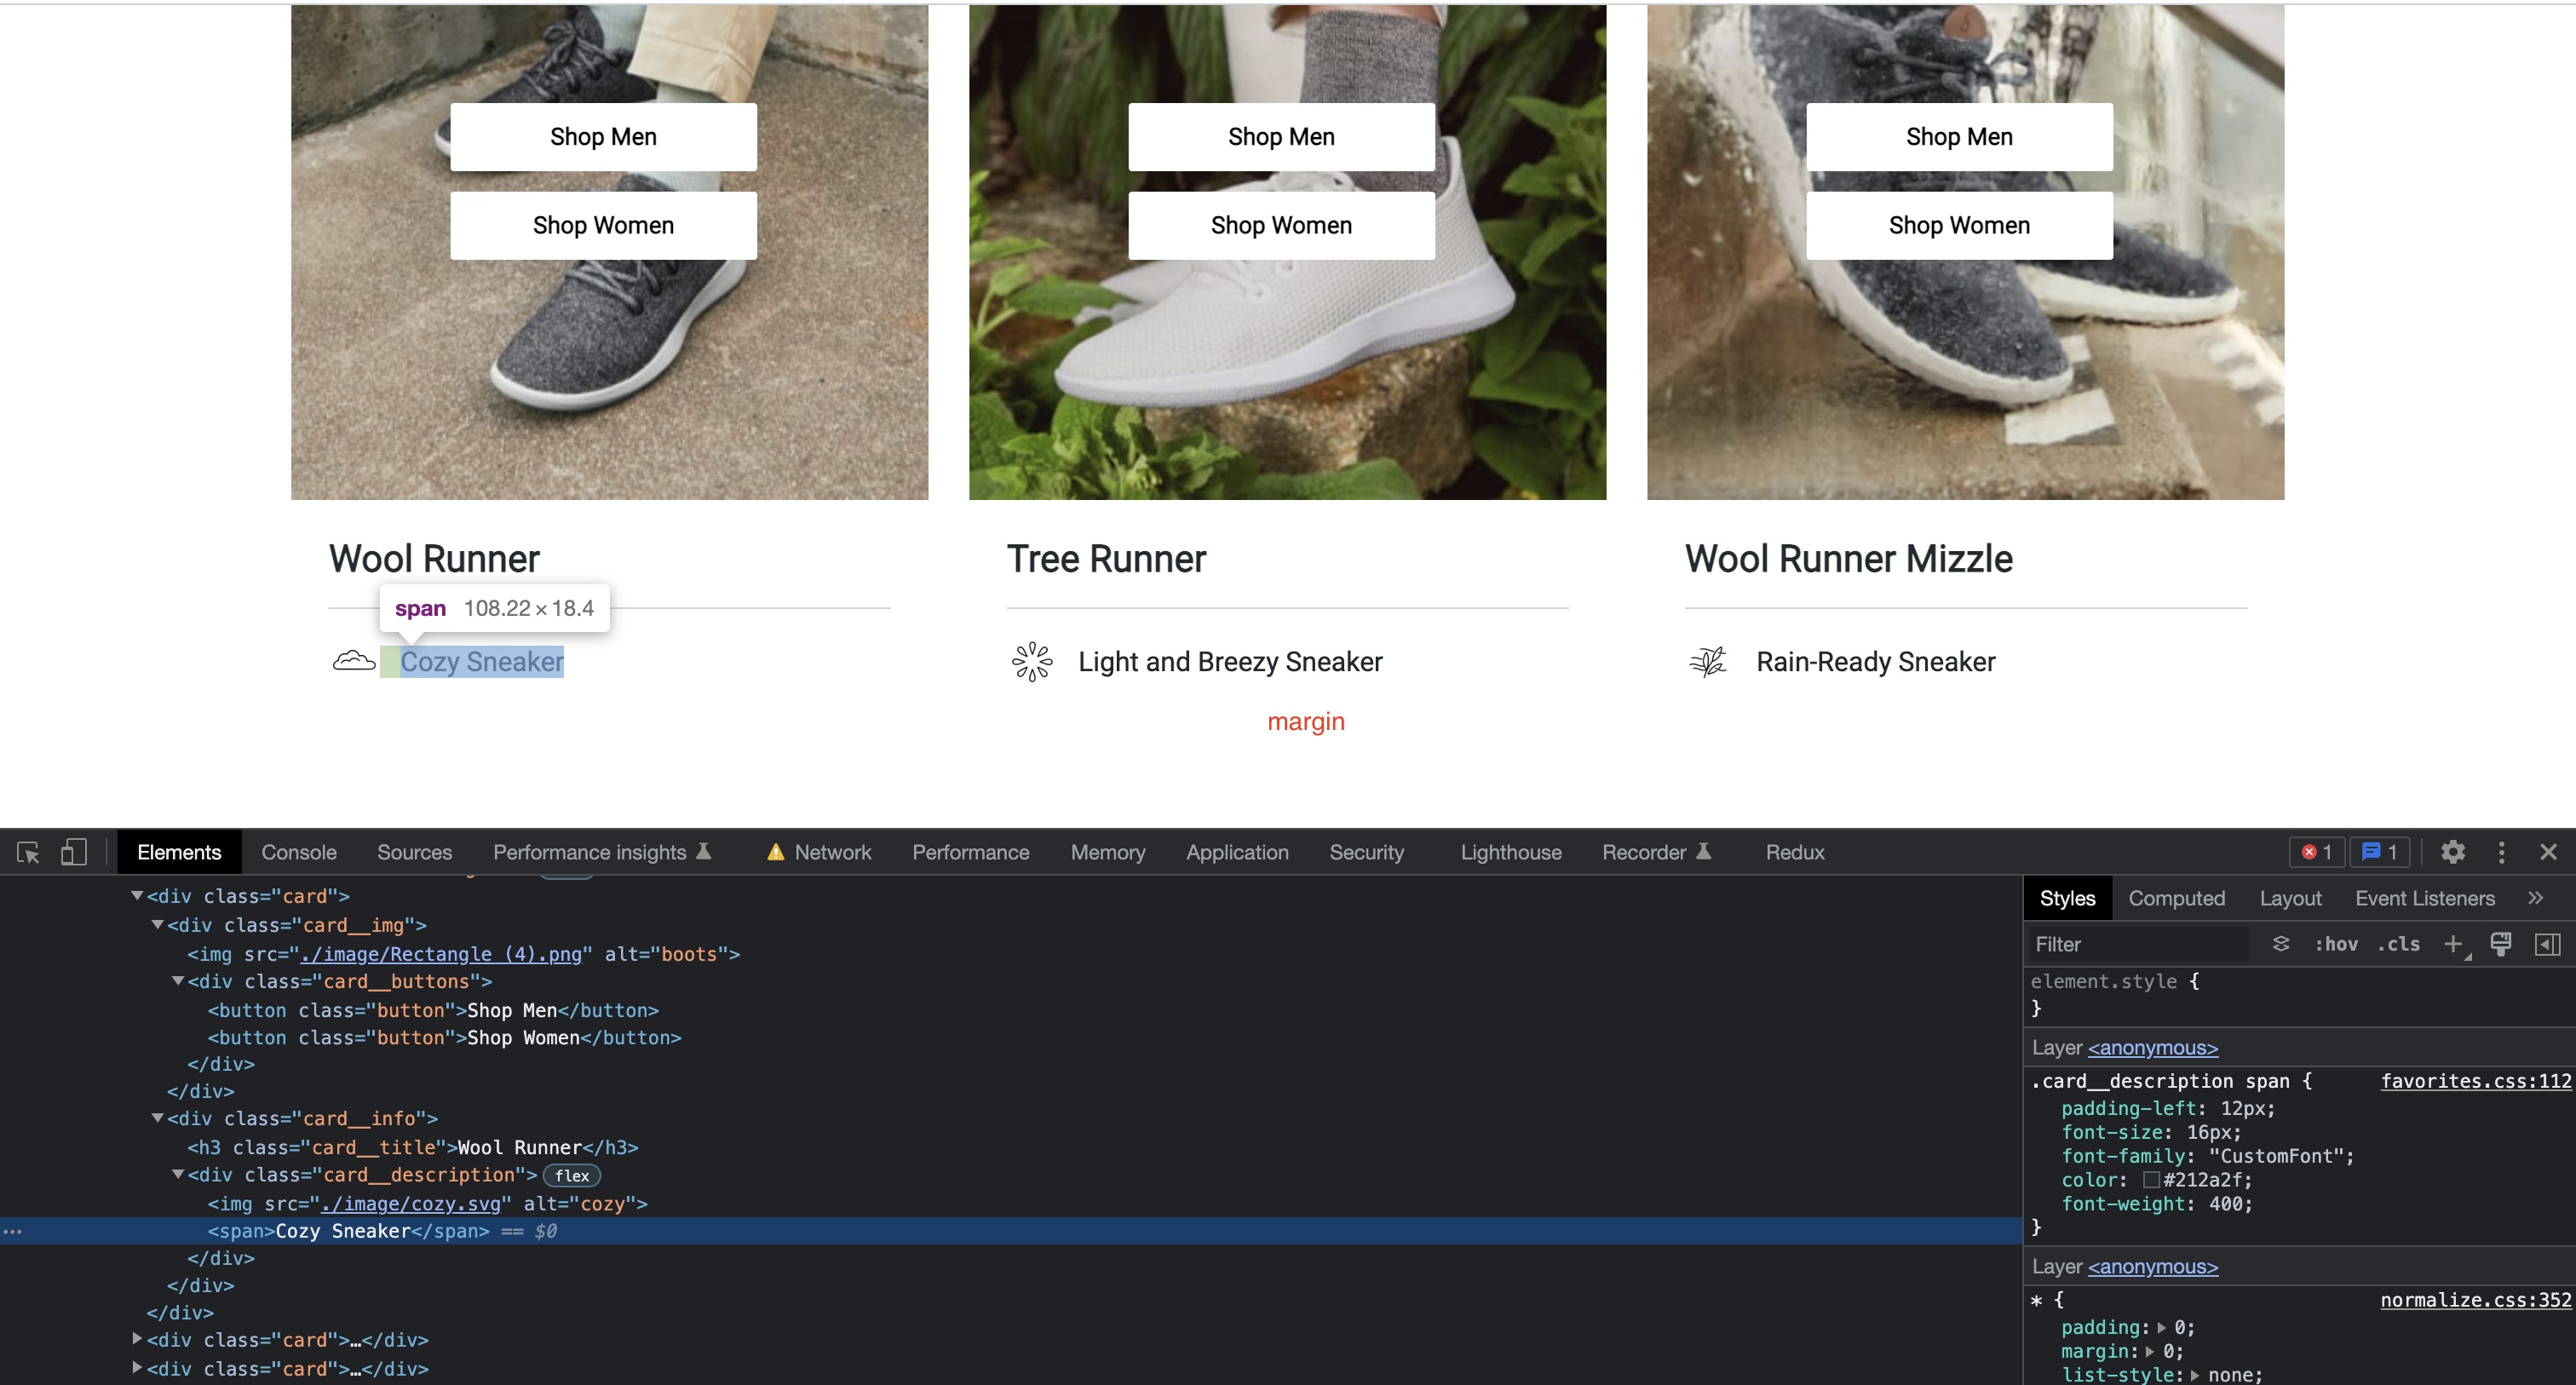 Shop Men
Shop Men
Shop Men
Shop Women
Shop Women
Shop Women
Wool Runner
Tree Runner
Wool Runner Mizzle
span 108.22 × 18.4
Cozy Sneaker
Light and Breezy Sneaker
Rain-Ready Sneaker
margin
Elements Console Sources Performance insights Network Performance Memory Application Security Lighthouse Recorder Redux 1 1
<div class="card">
<div class="card__img">
<img src="./image/Rectangle (4).png" alt="boots">
<div class="card__buttons">
<button class="button">Shop Men</button>
<button class="button">Shop Women</button>
</div>
</div>
<div class="card__info">
<h3 class="card__title">Wool Runner</h3>
<div class="card__description"> flex
<img src="./image/cozy.svg" alt="cozy">
<span>Cozy Sneaker</span> == $0
</div>
</div>
</div>
<div class="card">…</div>
<div class="card">…</div>
Styles Computed Layout Event Listeners »
Filter :hov .cls +
element.style {
}
Layer <anonymous>
.card__description span { favorites.css:112
padding-left: 12px;
font-size: 16px;
font-family: "CustomFont";
color: #212a2f;
font-weight: 400;
}
Layer <anonymous>
* { normalize.css:352
padding: 0;
margin: 0;
list-style: none;